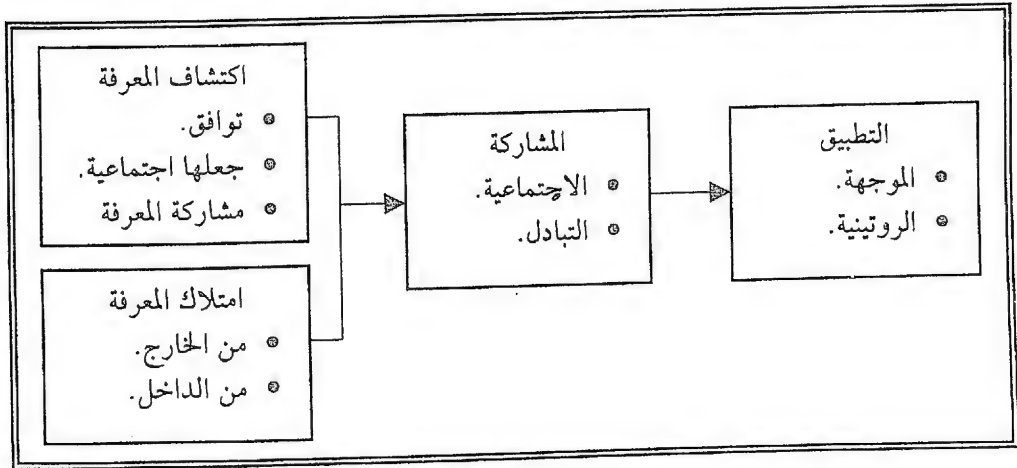 اكتشاف المعرفة
• توافق.
• جعلها اجتماعية.
• مشاركة المعرفة
امتلاك المعرفة
• من الخارج.
• من الداخل.
المشاركة
• الاجتماعية.
• التبادل.
التطبيق
• الموجهة.
• الروتينية.